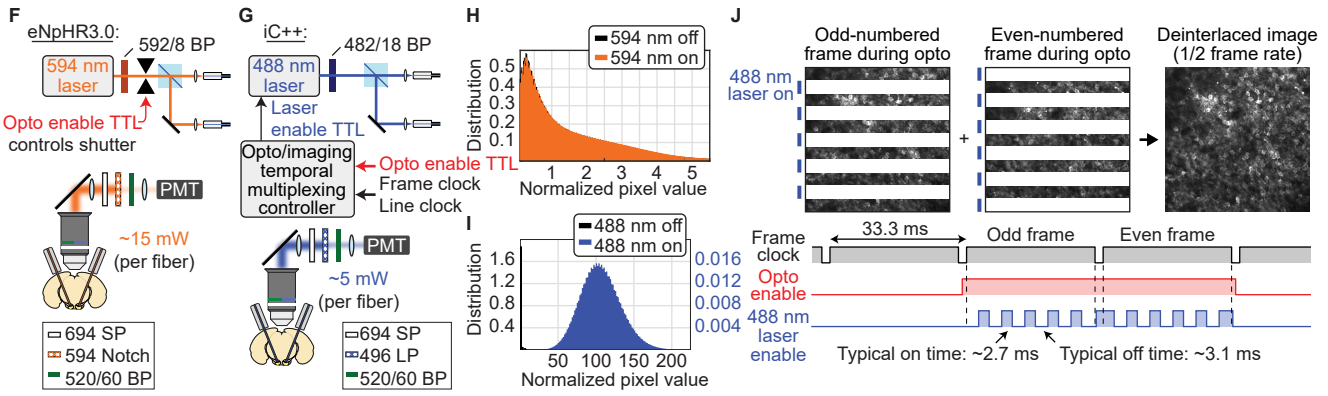 F
eNpHR3.0:
592/8 BP
594 nm
laser
Opto enable TTL
controls shutter
PMT
~15 mW
(per fiber)
694 SP
594 Notch
520/60 BP
G
iC++:
482/18 BP
488 nm
laser
Laser
enable TTL
Opto/imaging
temporal
multiplexing
controller
Opto enable TTL
Frame clock
Line clock
PMT
~5 mW
(per fiber)
694 SP
496 LP
520/60 BP
H
594 nm off
594 nm on
Distribution
0.5
0.4
0.3
0.2
0.1
1 2 3 4 5
Normalized pixel value
I
488 nm off
488 nm on
Distribution
1.6
1.2
0.8
0.4
0.016
0.012
0.008
0.004
50 100 150 200
Normalized pixel value
J
Odd-numbered
frame during opto
Even-numbered
frame during opto
Deinterlaced image
(1/2 frame rate)
488 nm
laser on
+
33.3 ms
Odd frame
Even frame
Frame
clock
Opto
enable
488 nm
laser
enable
Typical on time: ~2.7 ms
Typical off time: ~3.1 ms